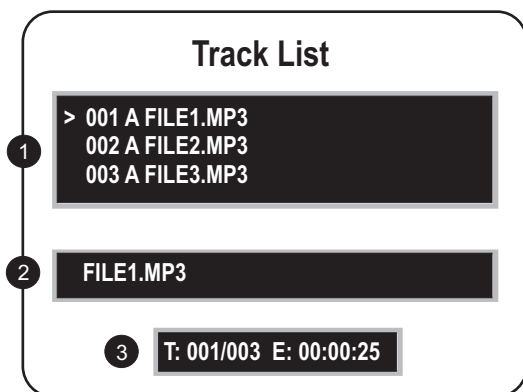 Track List
> 001 A FILE1.MP3
002 A FILE2.MP3
003 A FILE3.MP3
1
2
FILE1.MP3
3
T: 001/003 E: 00:00:25